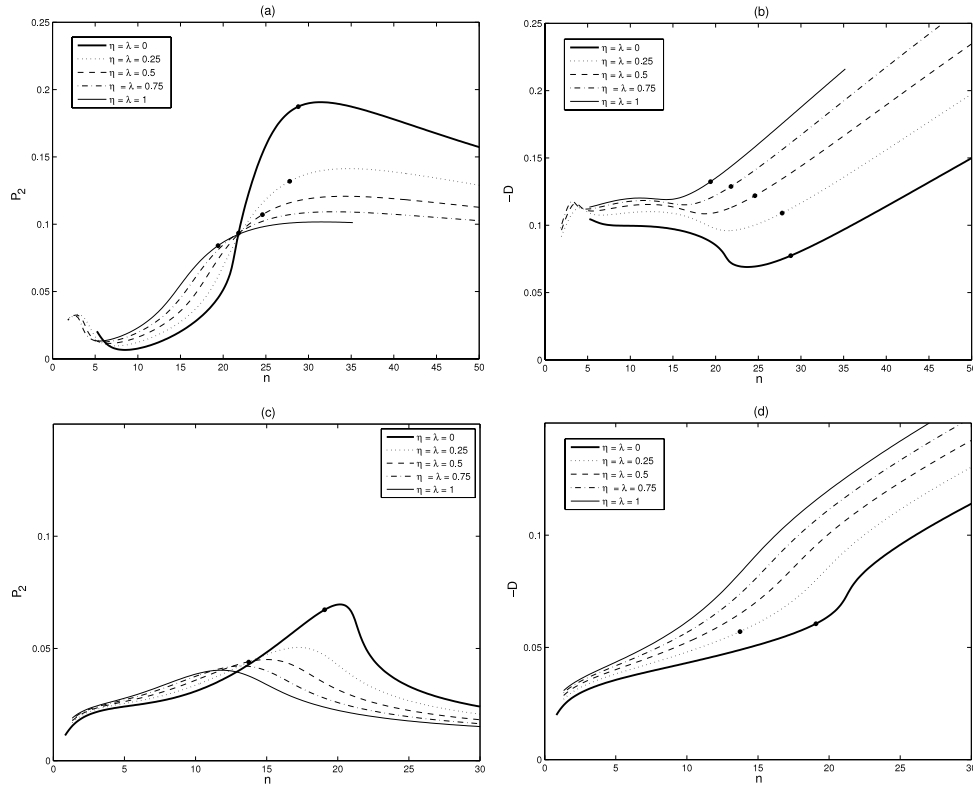 (a)
0.25
0.2
0.15
0.1
0.05
0
P2
η = λ = 0
η = λ = 0.25
η = λ = 0.5
η = λ = 0.75
η = λ = 1
0 5 10 15 20 25 30 35 40 45 50
n
(b)
0.25
0.2
0.15
0.1
0.05
0
−D
η = λ = 0
η = λ = 0.25
η = λ = 0.5
η = λ = 0.75
η = λ = 1
0 5 10 15 20 25 30 35 40 45 50
n
(c)
0.1
0.05
0
P2
η = λ = 0
η = λ = 0.25
η = λ = 0.5
η = λ = 0.75
η = λ = 1
0 5 10 15 20 25 30
n
(d)
0.1
0.05
0
−D
η = λ = 0
η = λ = 0.25
η = λ = 0.5
η = λ = 0.75
η = λ = 1
0 5 10 15 20 25 30
n